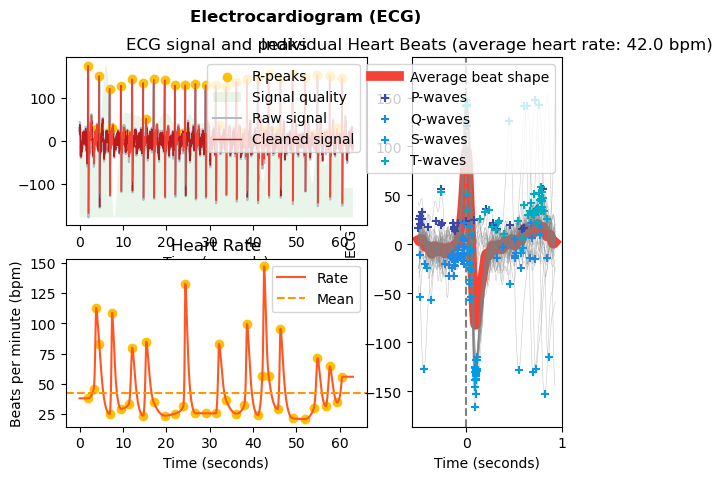 Electrocardiogram (ECG)
ECG signal and peaks
Individual Heart Beats (average heart rate: 42.0 bpm)
R-peaks
Signal quality
Raw signal
Cleaned signal
100
0
−100
0 10 20 30 40 50 60
Heart Rate
150
125
100
75
50
25
Rate
Mean
Beats per minute (bpm)
0 10 20 30 40 50 60
Time (seconds)
ECG
Average beat shape
P-waves
Q-waves
S-waves
T-waves
150
100
50
0
−50
−100
−150
0 1
Time (seconds)